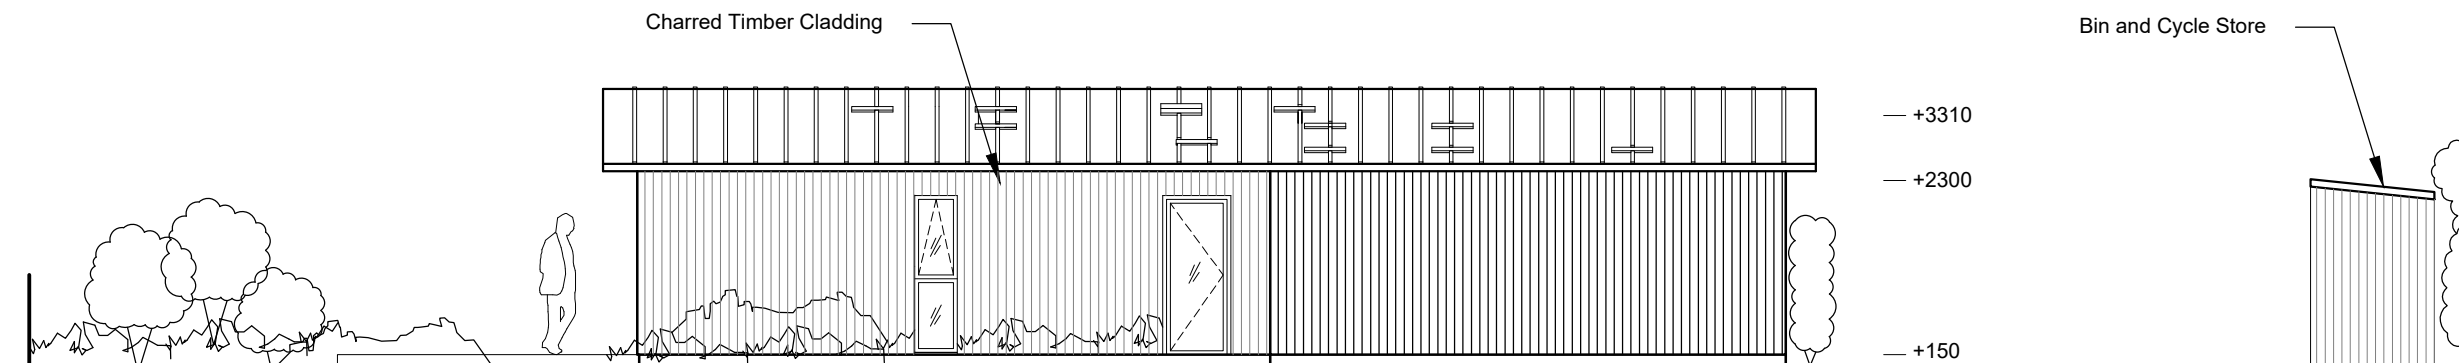 Charred Timber Cladding
Bin and Cycle Store
+3310
+2300
+150